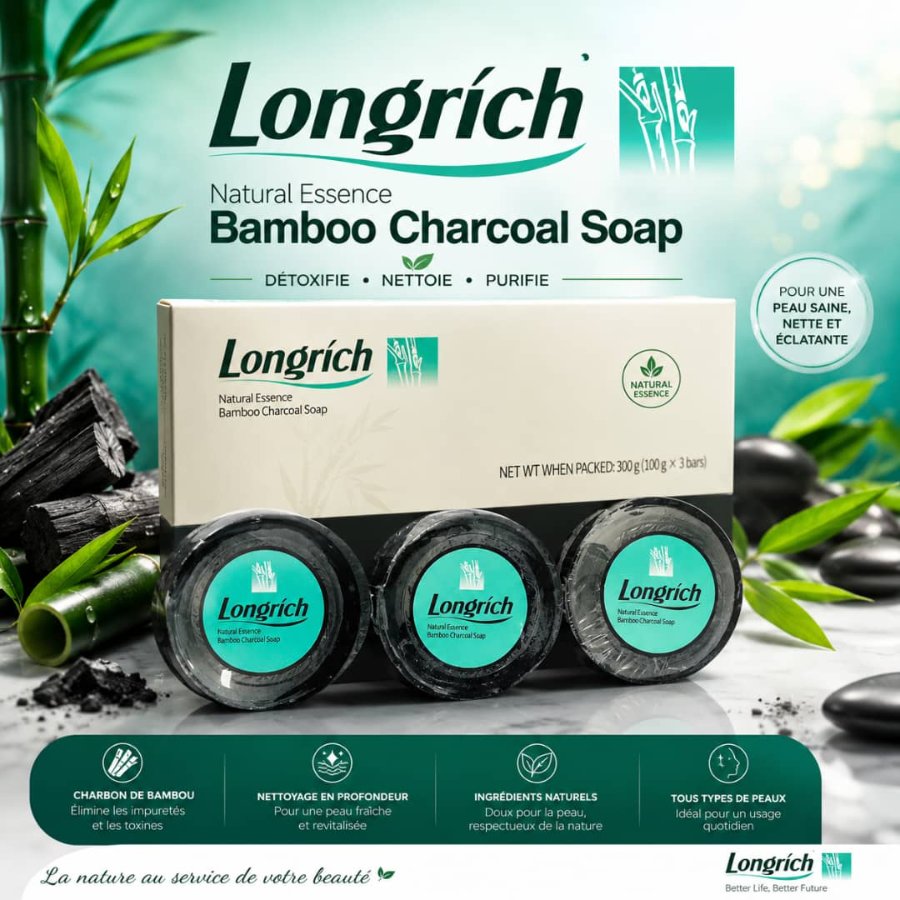 Longrích
Natural Essence
Bamboo Charcoal Soap
DÉTOXIFIE • NETTOIE • PURIFIE
POUR UNE
PEAU SAINE,
NETTE ET
ÉCLATANTE
Longrích
Natural Essence
Bamboo Charcoal Soap
NATURAL
ESSENCE
NET WT WHEN PACKED: 300 g (100 g × 3 bars)
Longrích
Natural Essence
Bamboo Charcoal Soap
Longrích
Natural Essence
Bamboo Charcoal Soap
Longrích
Natural Essence
Bamboo Charcoal Soap
CHARBON DE BAMBOU
Élimine les impuretés
et les toxines
NETTOYAGE EN PROFONDEUR
Pour une peau fraîche
et revitalisée
INGRÉDIENTS NATURELS
Doux pour la peau,
respectueux de la nature
TOUS TYPES DE PEAUX
Idéal pour un usage
quotidien
La nature au service de votre beauté
Longrích
Better Life, Better Future